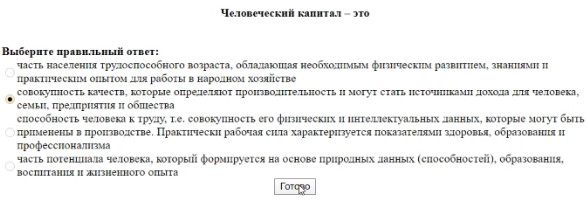 Человеческий капитал – это
Выберите правильный ответ:
часть населения трудоспособного возраста, обладающая необходимым физическим развитием, знаниями и
практическим опытом для работы в народном хозяйстве
совокупность качеств, которые определяют производительность и могут стать источниками дохода для человека,
семьи, предприятия и общества
способность человека к труду, т.е. совокупность его физических и интеллектуальных данных, которые могут быть
применены в производстве. Практически рабочая сила характеризуется показателями здоровья, образования и
профессионализма
часть потенциала человека, который формируется на основе природных данных (способностей), образования,
воспитания и жизненного опыта
Готово